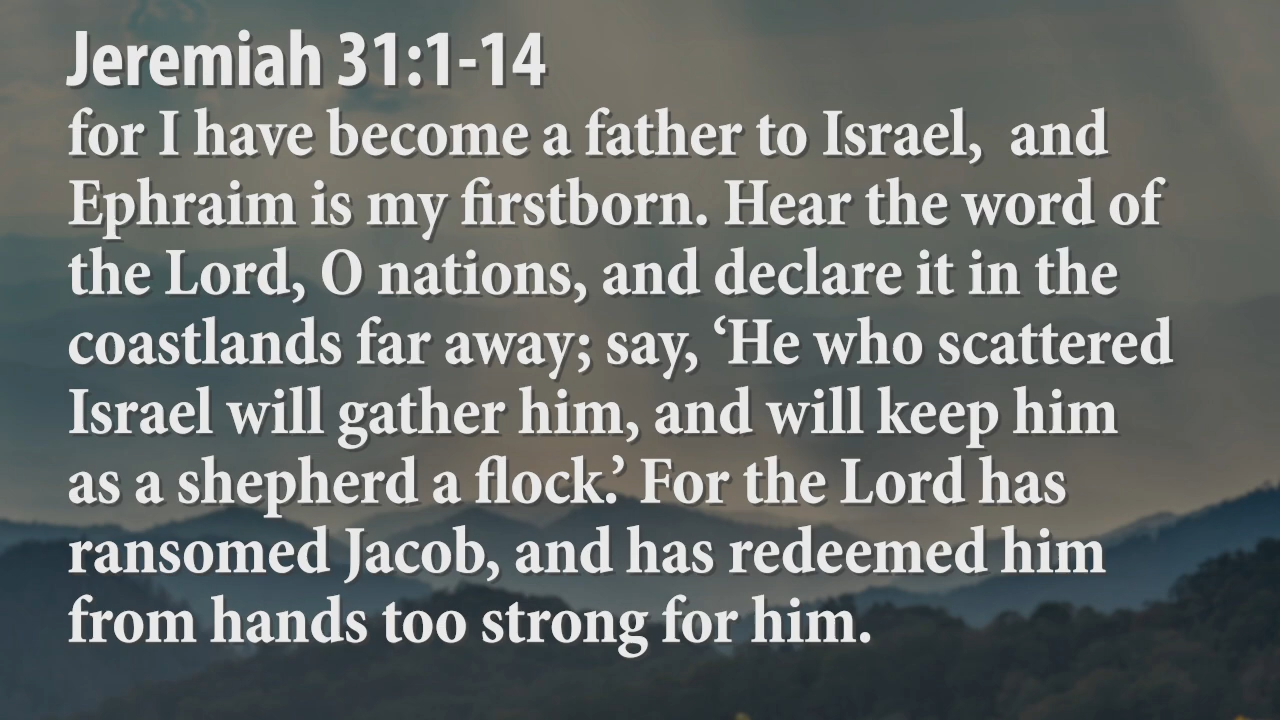 Jeremiah 31:1-14
for I have become a father to Israel,  and
Ephraim is my firstborn. Hear the word of
the Lord, O nations, and declare it in the
coastlands far away; say, ‘He who scattered
Israel will gather him, and will keep him
as a shepherd a flock.’ For the Lord has
ransomed Jacob, and has redeemed him
from hands too strong for him.